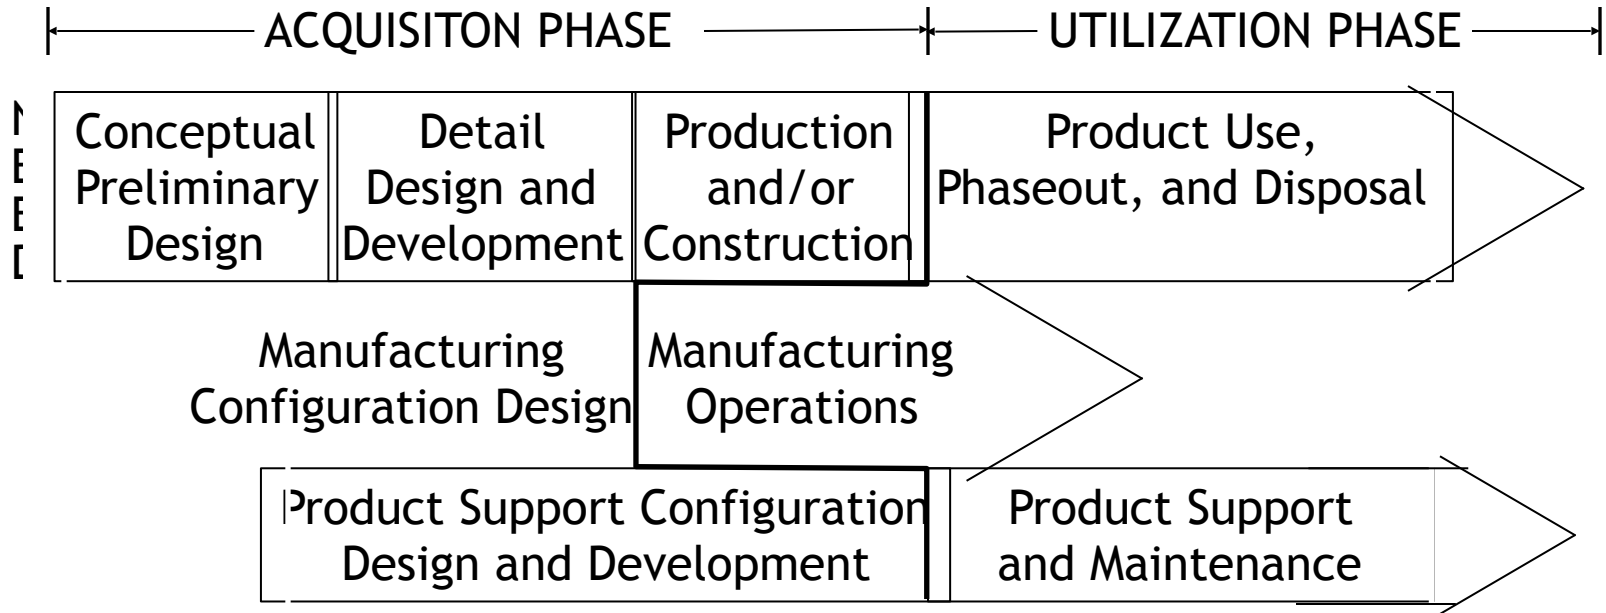 ACQUISITON PHASE
UTILIZATION PHASE
N
E
E
D
Conceptual
Preliminary
Design
Detail
Design and
Development
Production
and/or
Construction
Product Use,
Phaseout, and Disposal
Manufacturing
Configuration Design
Manufacturing
Operations
Product Support Configuration
Design and Development
Product Support
and Maintenance